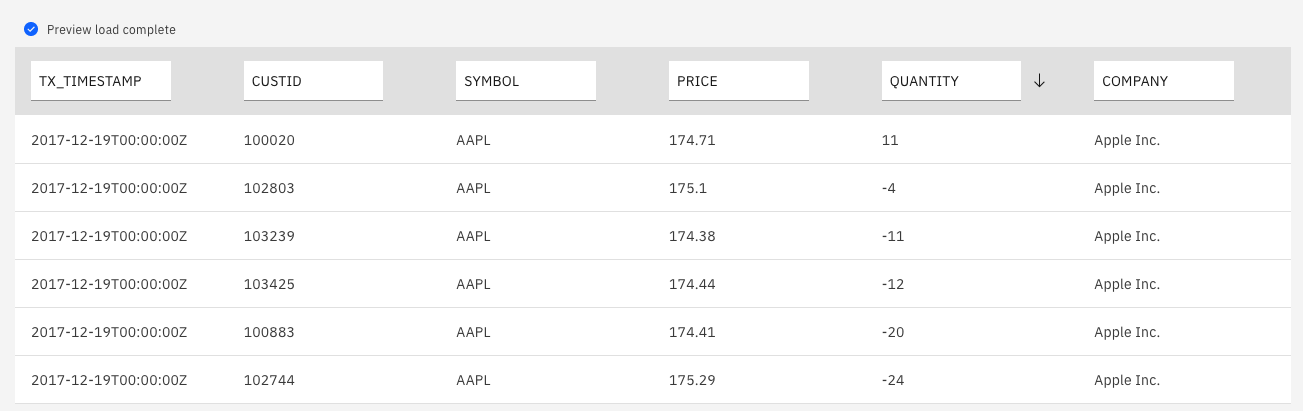 Preview load complete
TX_TIMESTAMP CUSTID SYMBOL PRICE QUANTITY COMPANY
2017-12-19T00:00:00Z 100020 AAPL 174.71 11 Apple Inc.
2017-12-19T00:00:00Z 102803 AAPL 175.1 -4 Apple Inc.
2017-12-19T00:00:00Z 103239 AAPL 174.38 -11 Apple Inc.
2017-12-19T00:00:00Z 103425 AAPL 174.44 -12 Apple Inc.
2017-12-19T00:00:00Z 100883 AAPL 174.41 -20 Apple Inc.
2017-12-19T00:00:00Z 102744 AAPL 175.29 -24 Apple Inc.